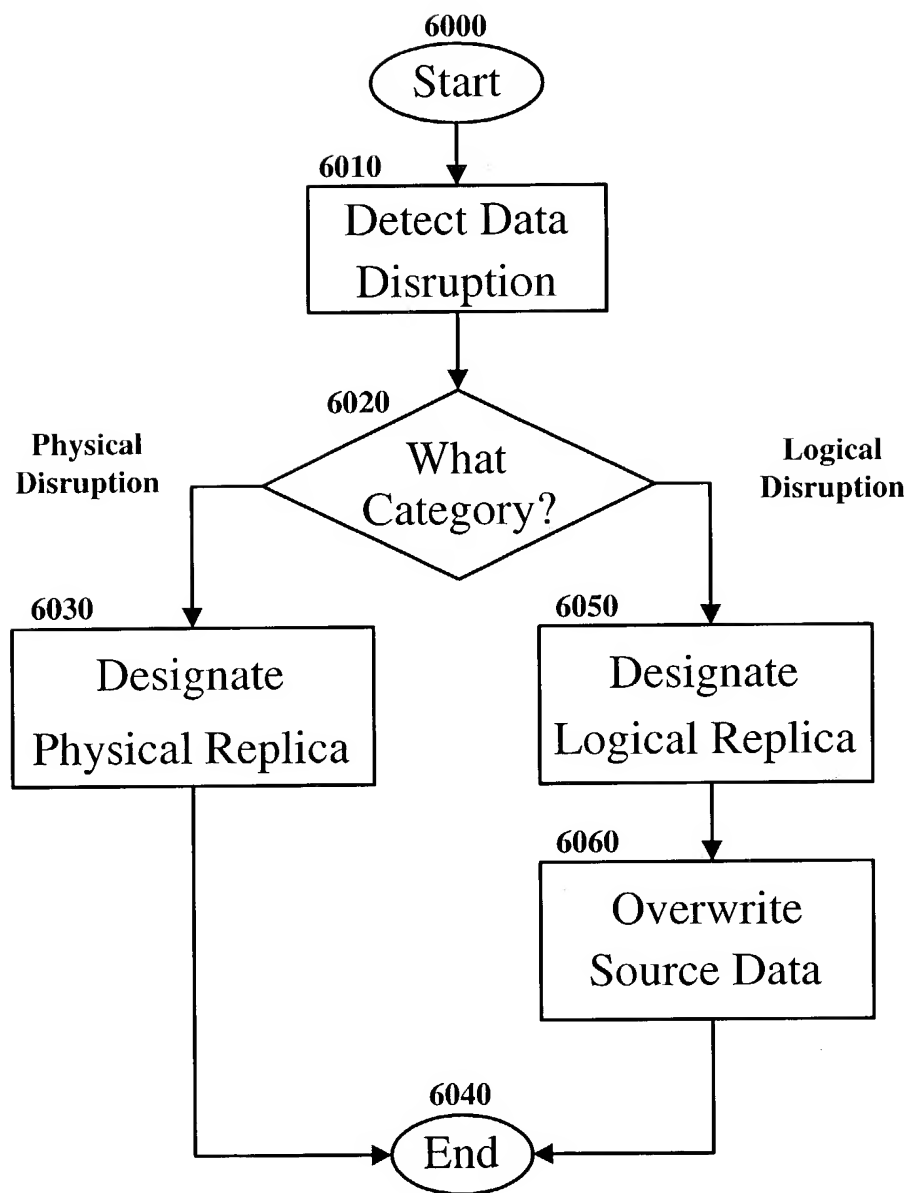 6000
Start
6010
Detect Data
Disruption
6020
What
Category?
Physical
Disruption
Logical
Disruption
6030
Designate
Physical Replica
6050
Designate
Logical Replica
6060
Overwrite
Source Data
6040
End